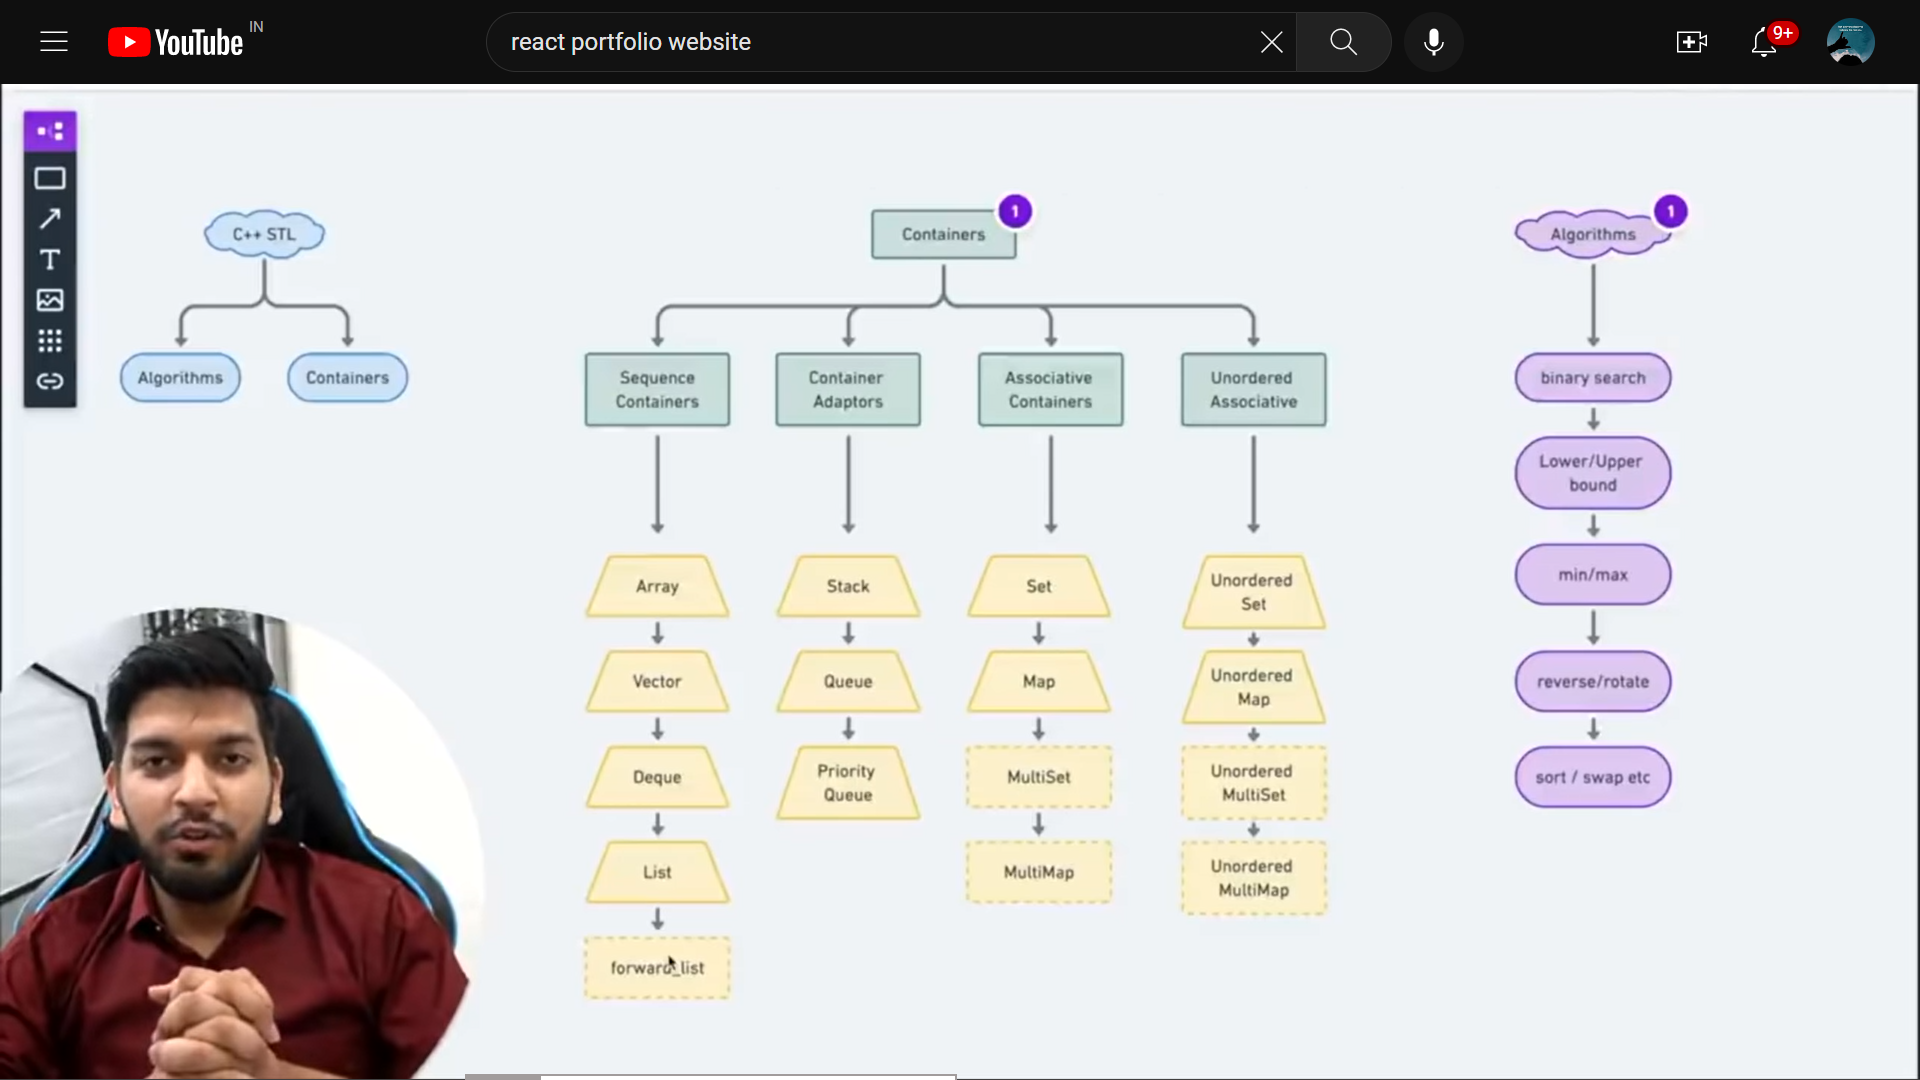 YouTube IN
react portfolio website
9+
C++ STL
Algorithms
Containers
Containers
1
Sequence
Containers
Container
Adaptors
Associative
Containers
Unordered
Associative
Array
Vector
Deque
List
forward_list
Stack
Queue
Priority
Queue
Set
Map
MultiSet
MultiMap
Unordered
Set
Unordered
Map
Unordered
MultiSet
Unordered
MultiMap
Algorithms
1
binary search
Lower/Upper
bound
min/max
reverse/rotate
sort / swap etc